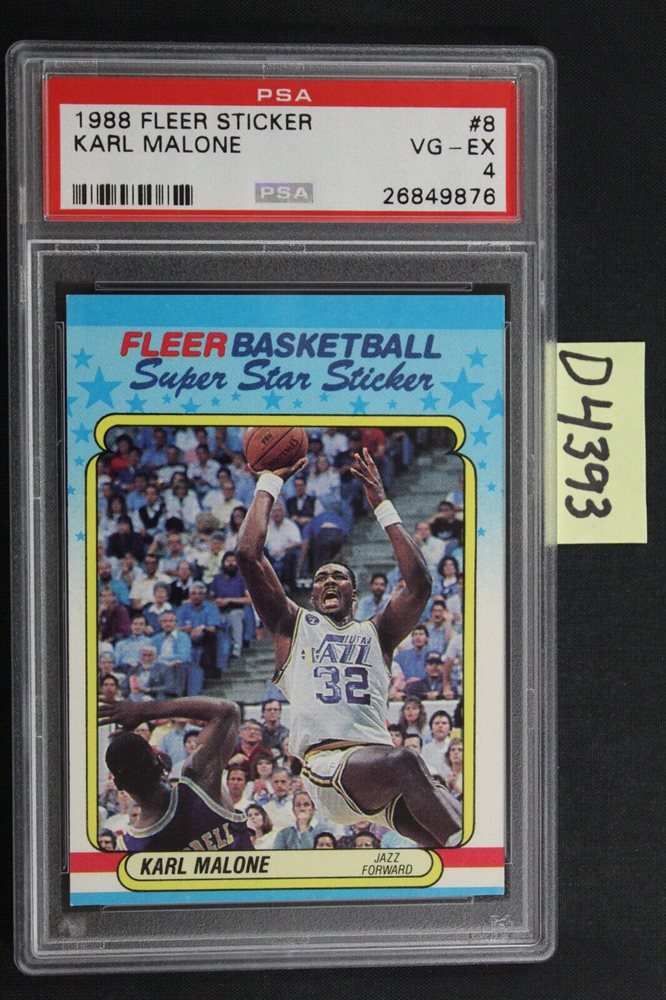 PSA
1988 FLEER STICKER #8
KARL MALONE VG - EX
4
PSA 26849876
FLEER BASKETBALL
Super Star Sticker
UTAH
JAZZ
32
RELL
KARL MALONE JAZZ
FORWARD
D4393